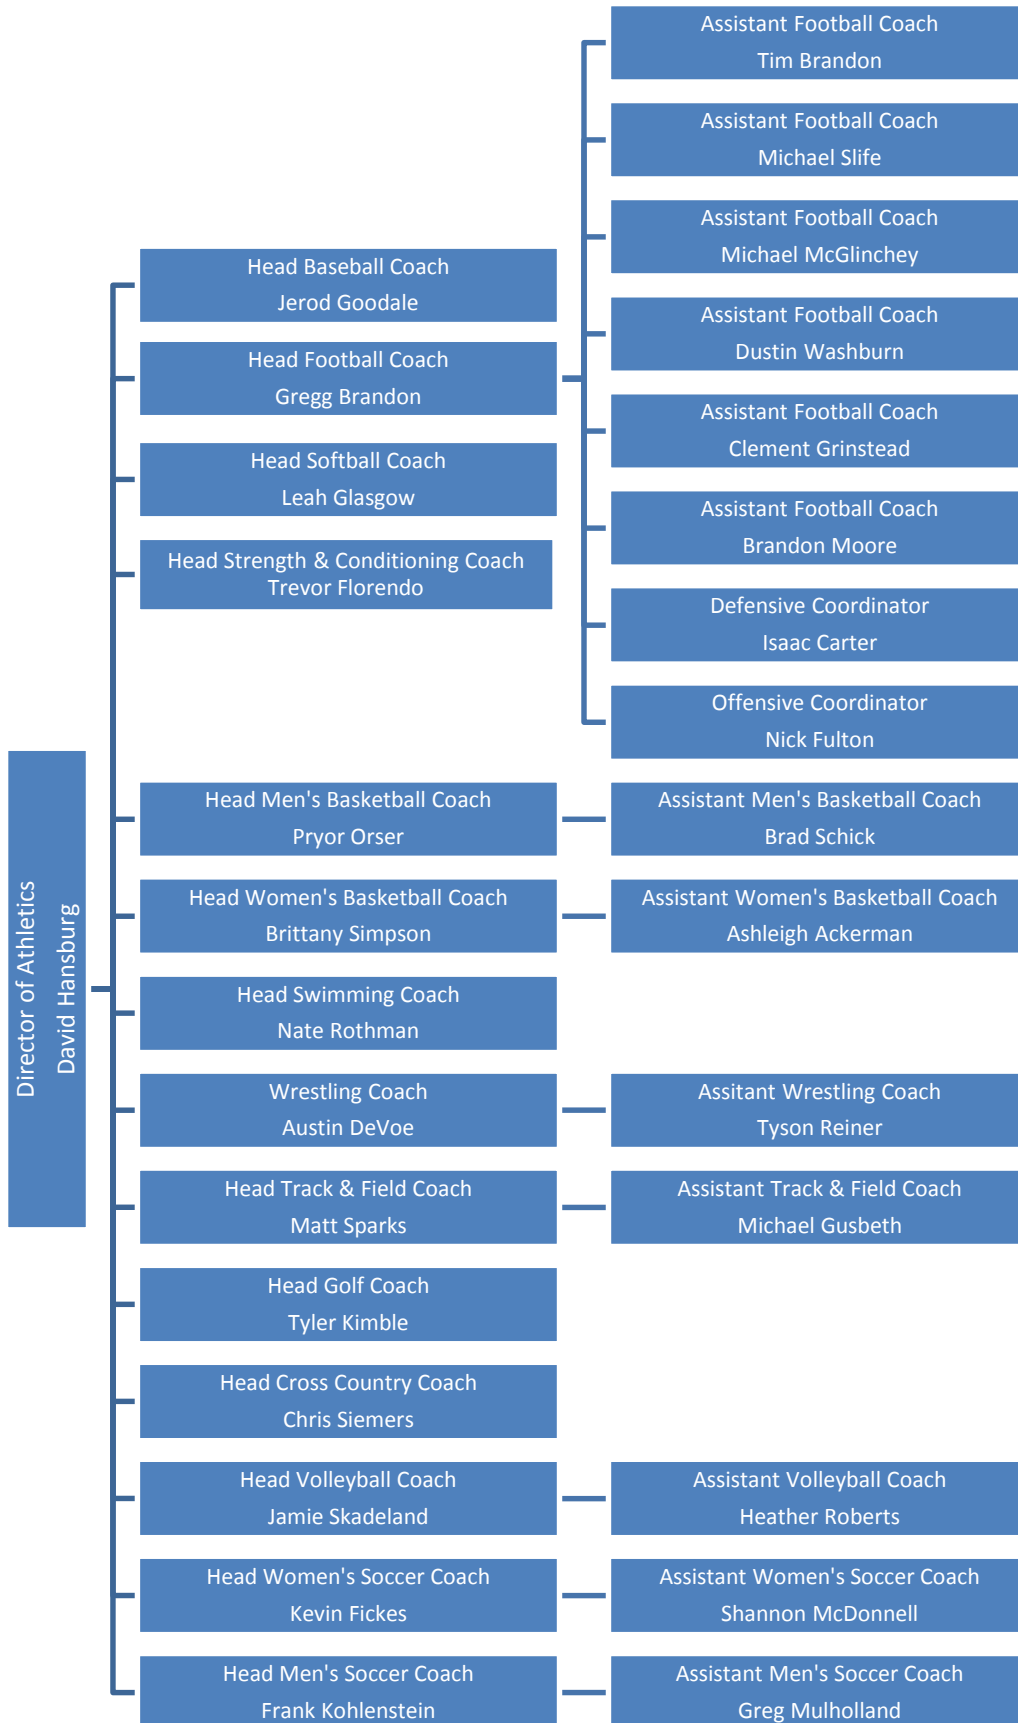 Director of Athletics
David Hansburg
Head Baseball Coach
Jerod Goodale
Head Football Coach
Gregg Brandon
Assistant Football Coach
Tim Brandon
Assistant Football Coach
Michael Slife
Assistant Football Coach
Michael McGlinchey
Assistant Football Coach
Dustin Washburn
Assistant Football Coach
Clement Grinstead
Assistant Football Coach
Brandon Moore
Defensive Coordinator
Isaac Carter
Offensive Coordinator
Nick Fulton
Head Softball Coach
Leah Glasgow
Head Strength & Conditioning Coach
Trevor Florendo
Head Men's Basketball Coach
Pryor Orser
Assistant Men's Basketball Coach
Brad Schick
Head Women's Basketball Coach
Brittany Simpson
Assistant Women's Basketball Coach
Ashleigh Ackerman
Head Swimming Coach
Nate Rothman
Wrestling Coach
Austin DeVoe
Assitant Wrestling Coach
Tyson Reiner
Head Track & Field Coach
Matt Sparks
Assistant Track & Field Coach
Michael Gusbeth
Head Golf Coach
Tyler Kimble
Head Cross Country Coach
Chris Siemers
Head Volleyball Coach
Jamie Skadeland
Assistant Volleyball Coach
Heather Roberts
Head Women's Soccer Coach
Kevin Fickes
Assistant Women's Soccer Coach
Shannon McDonnell
Head Men's Soccer Coach
Frank Kohlenstein
Assistant Men's Soccer Coach
Greg Mulholland